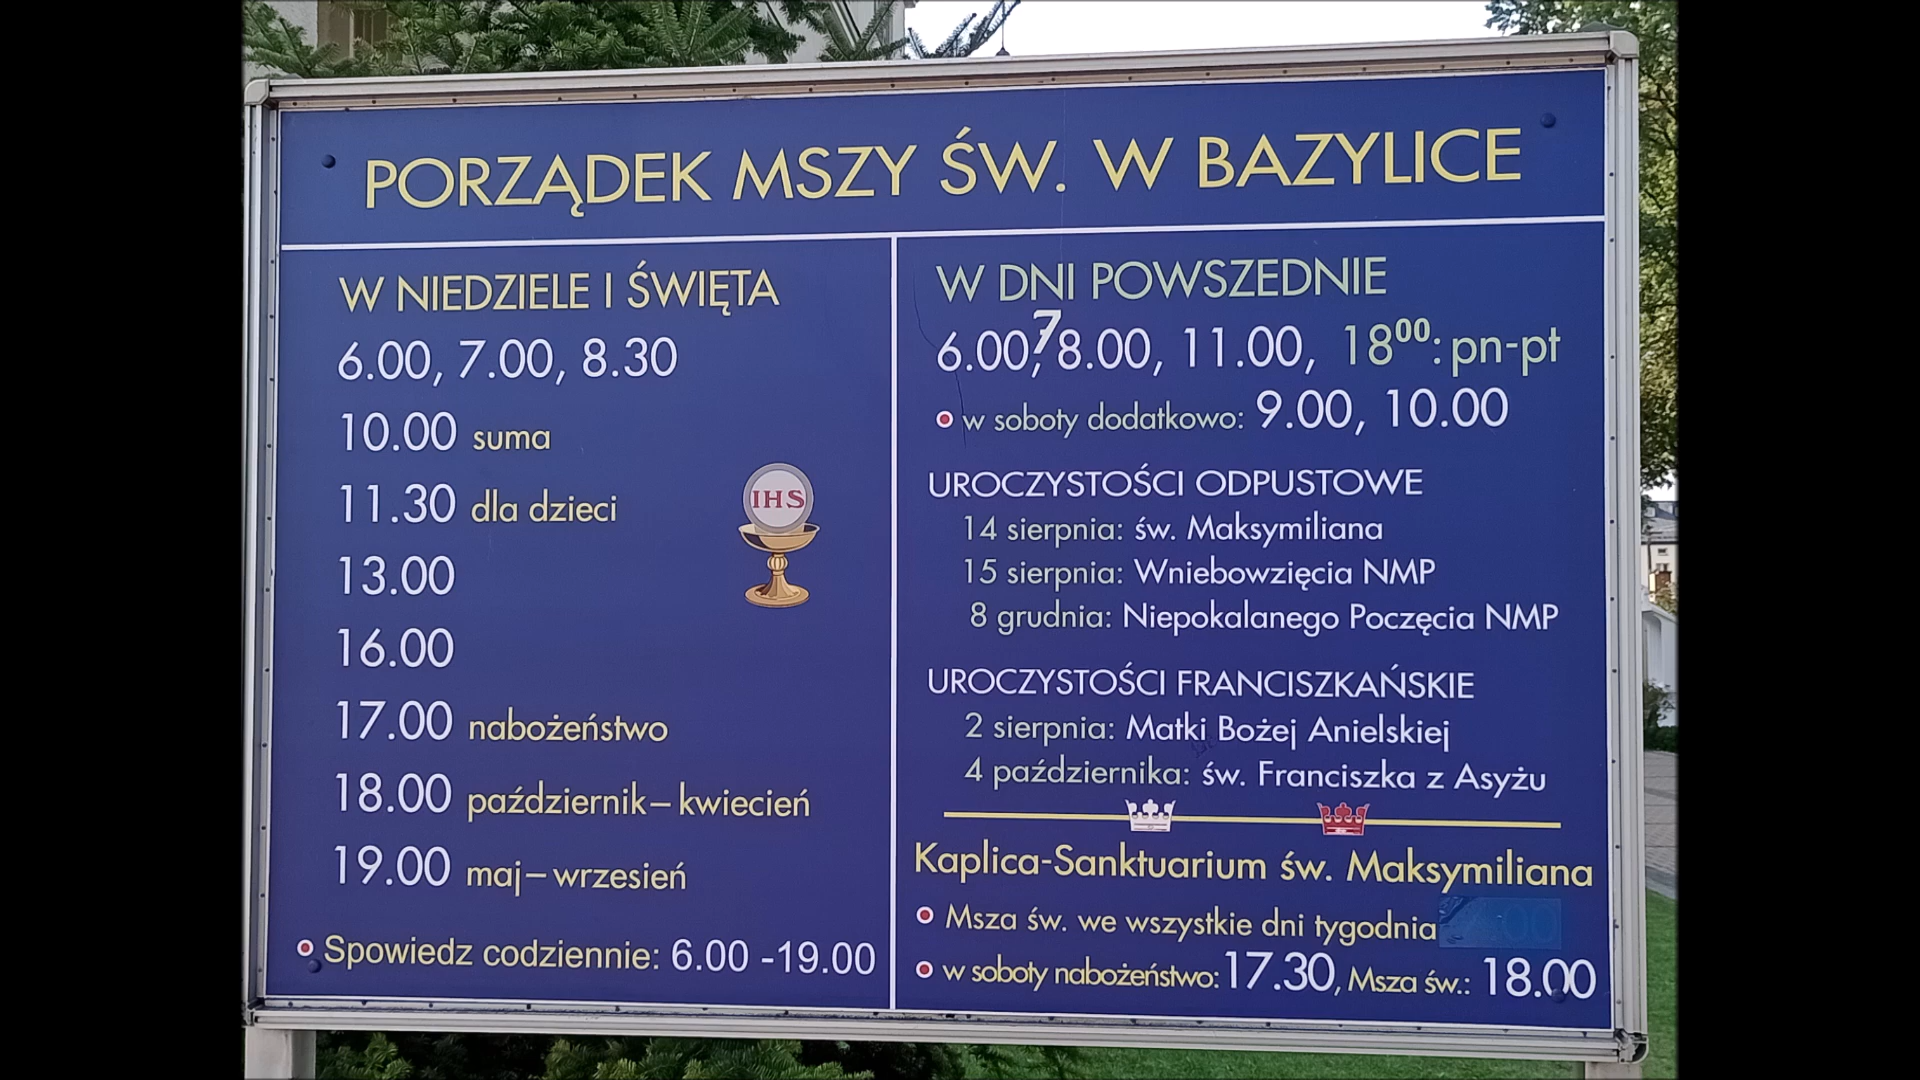 PORZĄDEK MSZY ŚW. W BAZYLICE
W NIEDZIELE I ŚWIĘTA
6.00, 7.00, 8.30
10.00 suma
11.30 dla dzieci
13.00
16.00
17.00 nabożeństwo
18.00 październik – kwiecień
19.00 maj – wrzesień
Spowiedz codziennie: 6.00 -19.00
IHS
W DNI POWSZEDNIE
6.00, 7 8.00, 11.00, 18⁰⁰: pn-pt
w soboty dodatkowo: 9.00, 10.00
UROCZYSTOŚCI ODPUSTOWE
14 sierpnia: św. Maksymiliana
15 sierpnia: Wniebowzięcia NMP
8 grudnia: Niepokalanego Poczęcia NMP
UROCZYSTOŚCI FRANCISZKAŃSKIE
2 sierpnia: Matki Bożej Anielskiej
4 października: św. Franciszka z Asyżu
Kaplica-Sanktuarium św. Maksymiliana
Msza św. we wszystkie dni tygodnia
w soboty nabożeństwo: 17.30, Msza św.: 18.00